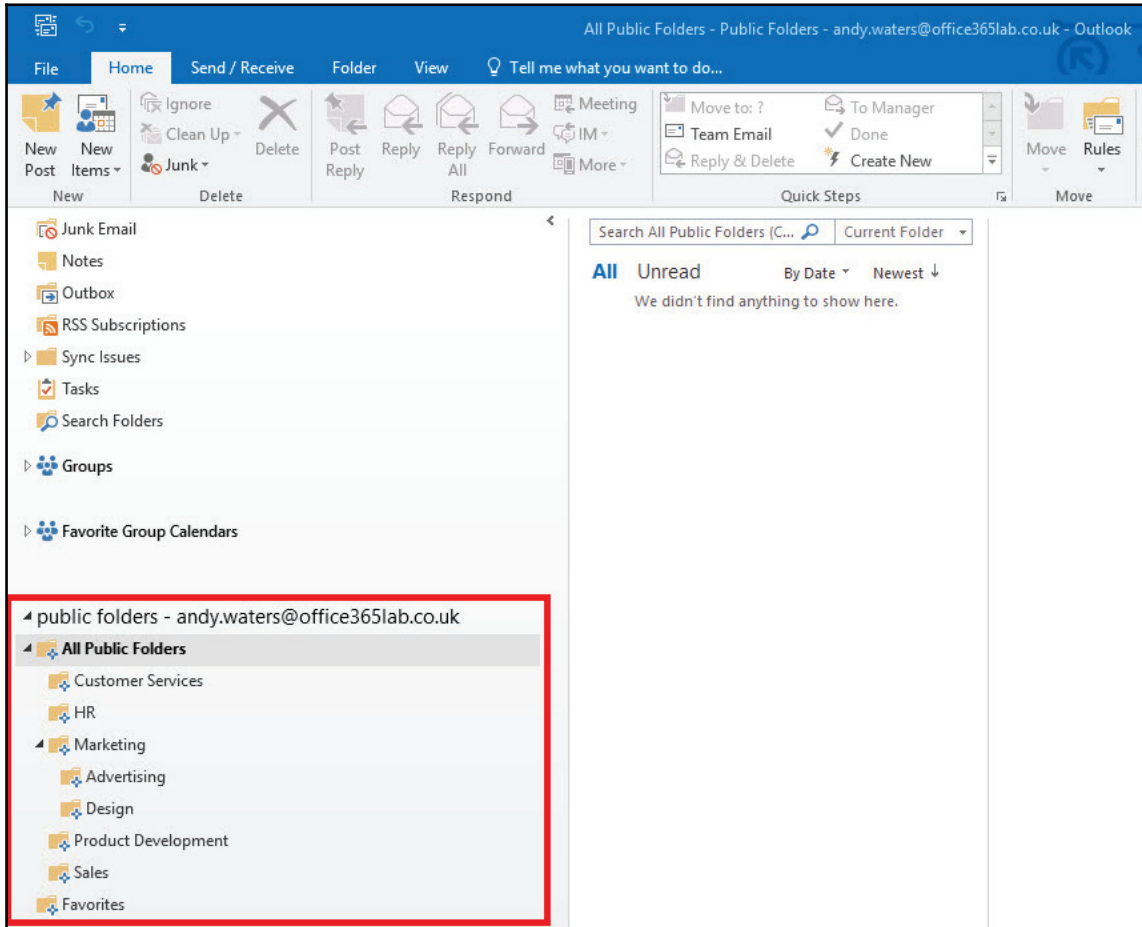 All Public Folders - Public Folders - andy.waters@office365lab.co.uk - Outlook
File Home Send / Receive Folder View Tell me what you want to do...
New Post
New Items
Ignore
Clean Up
Junk
Delete
Post Reply
Reply
Reply All
Forward
Meeting
IM
More
Move to: ?
Team Email
Reply & Delete
To Manager
Done
Create New
Move
Rules
New Delete Respond Quick Steps Move
Junk Email
Notes
Outbox
RSS Subscriptions
Sync Issues
Tasks
Search Folders
Groups
Favorite Group Calendars
public folders - andy.waters@office365lab.co.uk
All Public Folders
Customer Services
HR
Marketing
Advertising
Design
Product Development
Sales
Favorites
Search All Public Folders (C... Current Folder
All Unread By Date Newest ↓
We didn't find anything to show here.